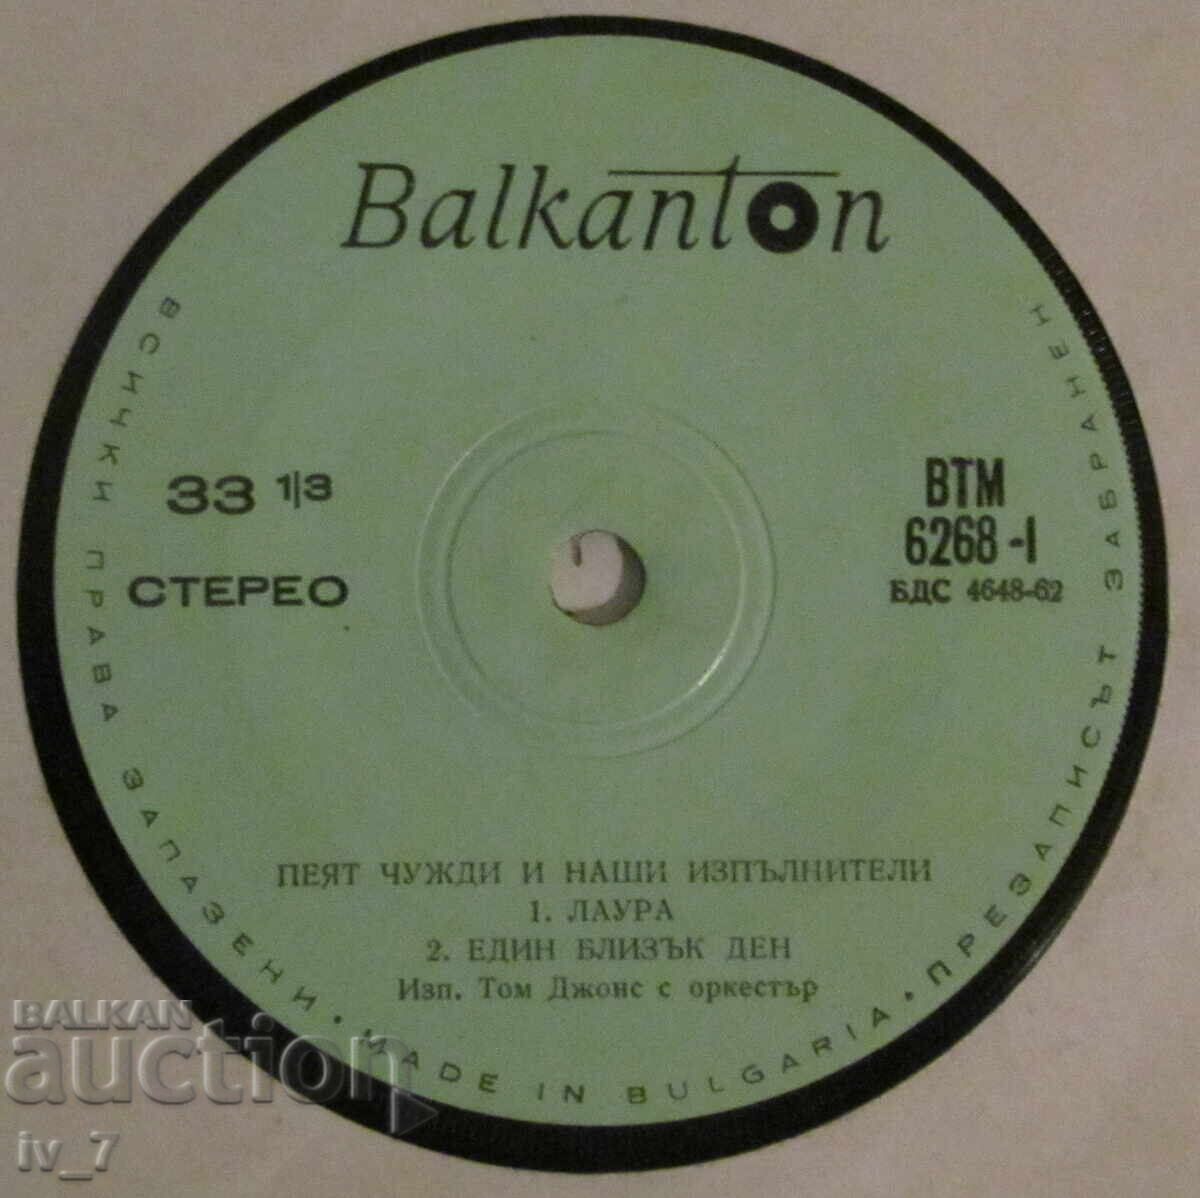 Balkanton
33 1/3
СТЕРЕО
ВТМ
6268-I
БДС 4648-62
ПЕЯТ ЧУЖДИ И НАШИ ИЗПЪЛНИТЕЛИ
1. ЛАУРА
2. ЕДИН БЛИЗЪК ДЕН
Изп. Том Джонс с оркестър
ВСИЧКИ ПРАВА ЗАПАЗЕНИ • MADE IN BULGARIA • ПРЕЗАПИСЪТ ЗАБРАНЕН
BALKAN
auction
iv_7